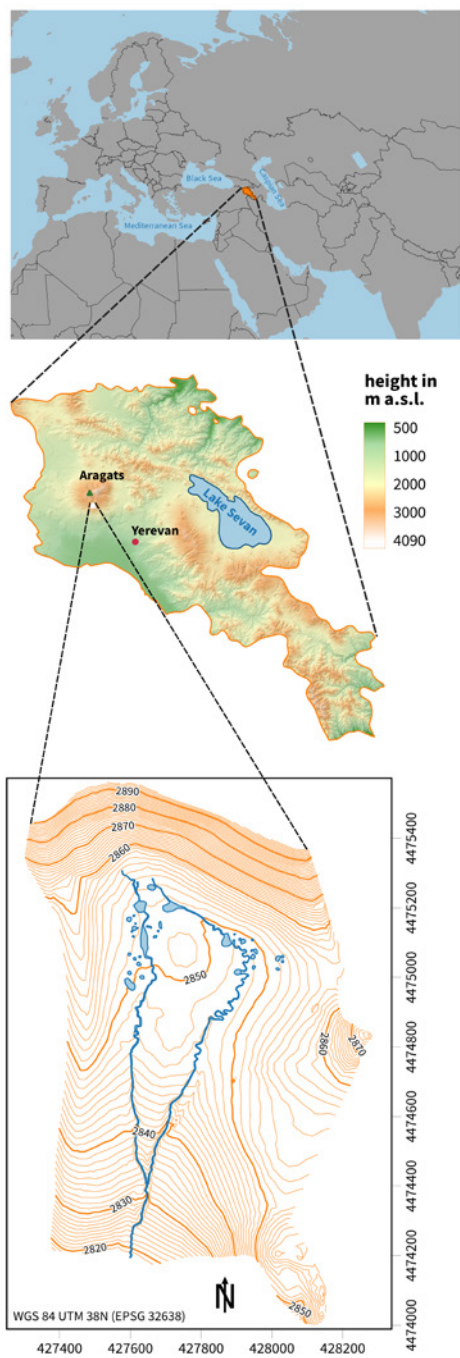 Black Sea
Caspian Sea
Mediterranean Sea
height in
m a.s.l.
500
1000
2000
3000
4090
Aragats
Lake Sevan
Yerevan
2890
2880
2870
2860
2850
2860
2870
2840
2830
2820
2850
4475400
4475200
4475000
4474800
4474600
4474400
4474200
4474000
N
WGS 84 UTM 38N (EPSG 32638)
427400
427600
427800
428000
428200